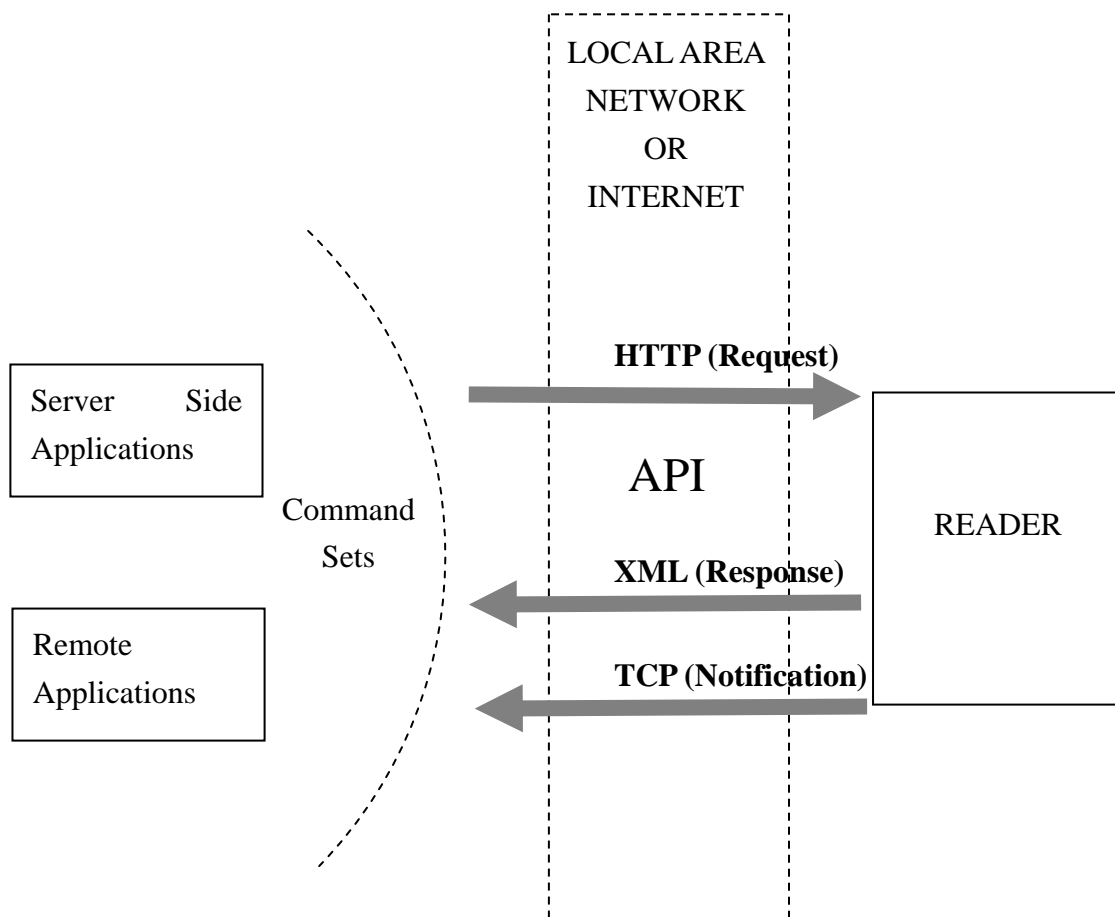 LOCAL AREA
NETWORK
OR
INTERNET
HTTP (Request)
Server Side
Applications
API
Command
Sets
READER
XML (Response)
Remote
Applications
TCP (Notification)